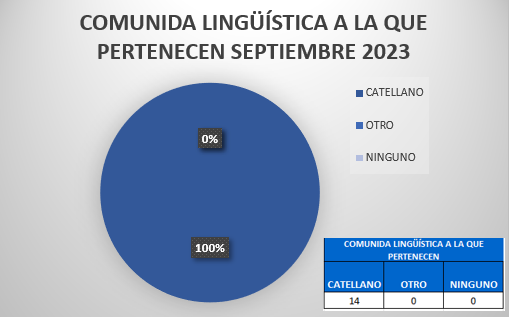 COMUNIDA LINGÜÍSTICA A LA QUE
PERTENECEN SEPTIEMBRE 2023
CATELLANO
OTRO
NINGUNO
0%
100%
COMUNIDA LINGÜÍSTICA A LA QUE
PERTENECEN
CATELLANO OTRO NINGUNO
14 0 0